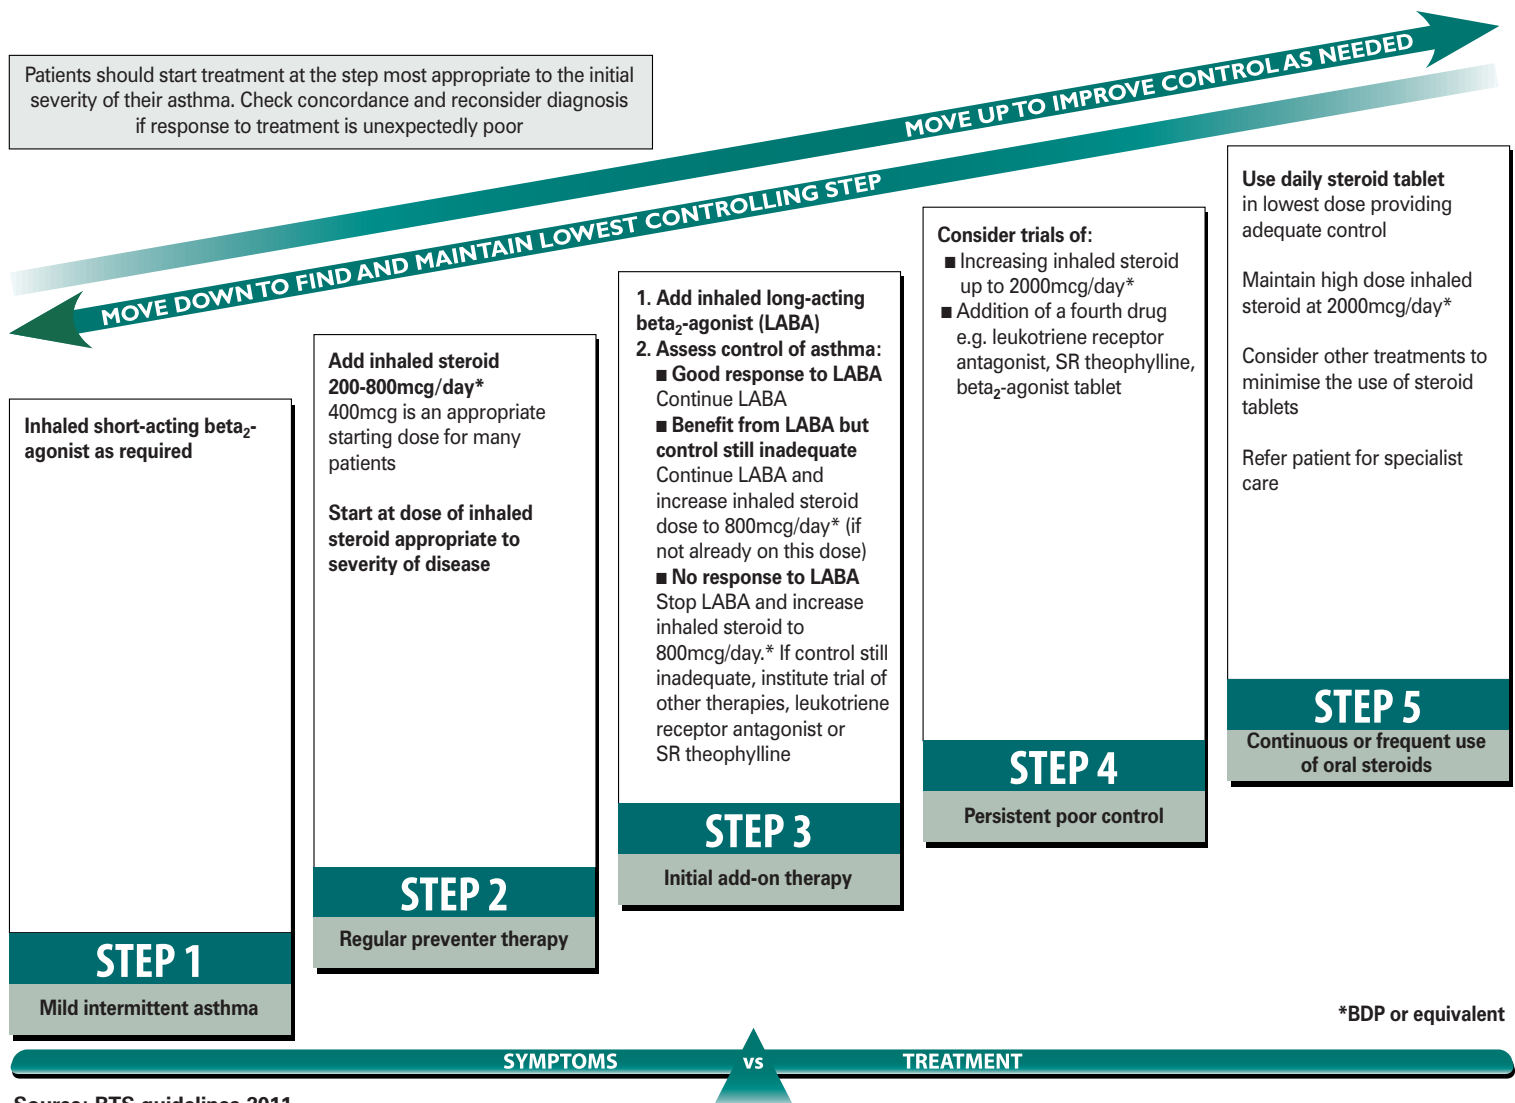 Patients should start treatment at the step most appropriate to the initial
severity of their asthma. Check concordance and reconsider diagnosis
if response to treatment is unexpectedly poor
MOVE UP TO IMPROVE CONTROL AS NEEDED
MOVE DOWN TO FIND AND MAINTAIN LOWEST CONTROLLING STEP
Inhaled short-acting beta₂-
agonist as required
STEP 1
Mild intermittent asthma
Add inhaled steroid
200-800mcg/day*
400mcg is an appropriate
starting dose for many
patients
Start at dose of inhaled
steroid appropriate to
severity of disease
STEP 2
Regular preventer therapy
1. Add inhaled long-acting
beta₂-agonist (LABA)
2. Assess control of asthma:
■ Good response to LABA
Continue LABA
■ Benefit from LABA but
control still inadequate
Continue LABA and
increase inhaled steroid
dose to 800mcg/day* (if
not already on this dose)
■ No response to LABA
Stop LABA and increase
inhaled steroid to
800mcg/day.* If control still
inadequate, institute trial of
other therapies, leukotriene
receptor antagonist or
SR theophylline
STEP 3
Initial add-on therapy
Consider trials of:
■ Increasing inhaled steroid
up to 2000mcg/day*
■ Addition of a fourth drug
e.g. leukotriene receptor
antagonist, SR theophylline,
beta₂-agonist tablet
STEP 4
Persistent poor control
Use daily steroid tablet
in lowest dose providing
adequate control
Maintain high dose inhaled
steroid at 2000mcg/day*
Consider other treatments to
minimise the use of steroid
tablets
Refer patient for specialist
care
STEP 5
Continuous or frequent use
of oral steroids
*BDP or equivalent
SYMPTOMS vs TREATMENT
Source: BTS guidelines 2011